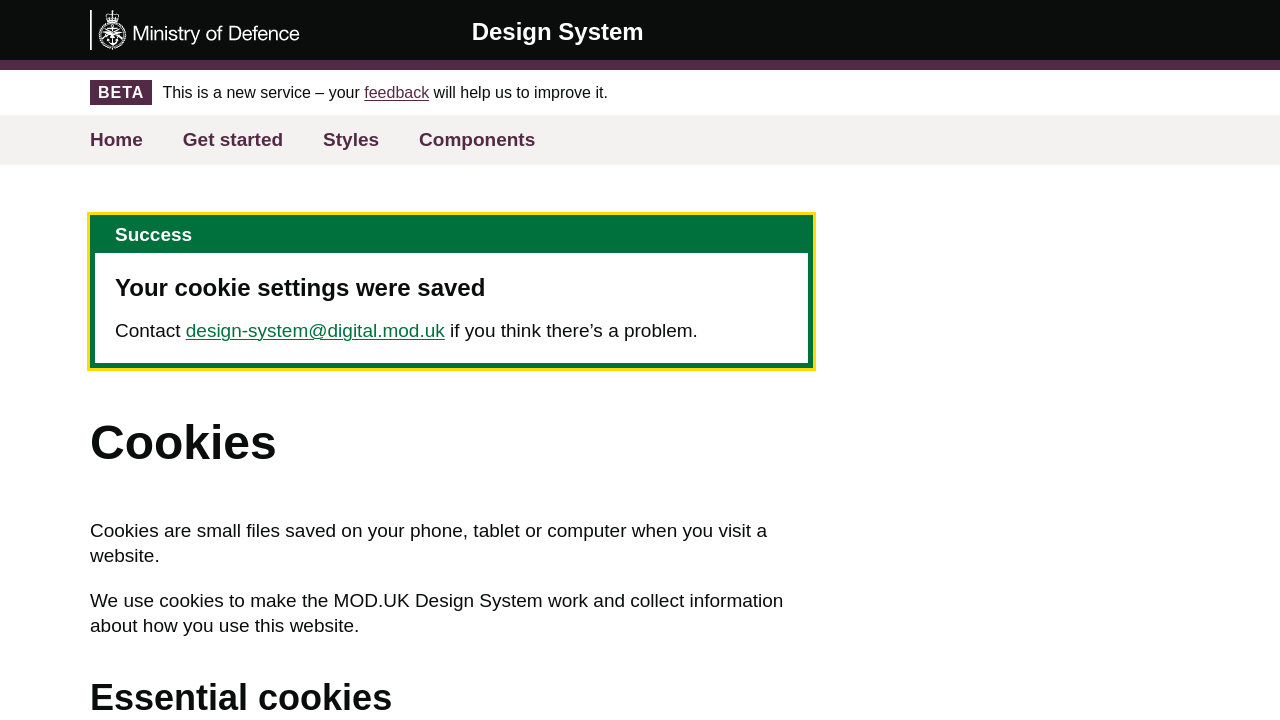 Ministry of Defence
Design System
BETA This is a new service – your feedback will help us to improve it.
Home Get started Styles Components
Success
Your cookie settings were saved
Contact design-system@digital.mod.uk if you think there’s a problem.
Cookies
Cookies are small files saved on your phone, tablet or computer when you visit a
website.
We use cookies to make the MOD.UK Design System work and collect information
about how you use this website.
Essential cookies